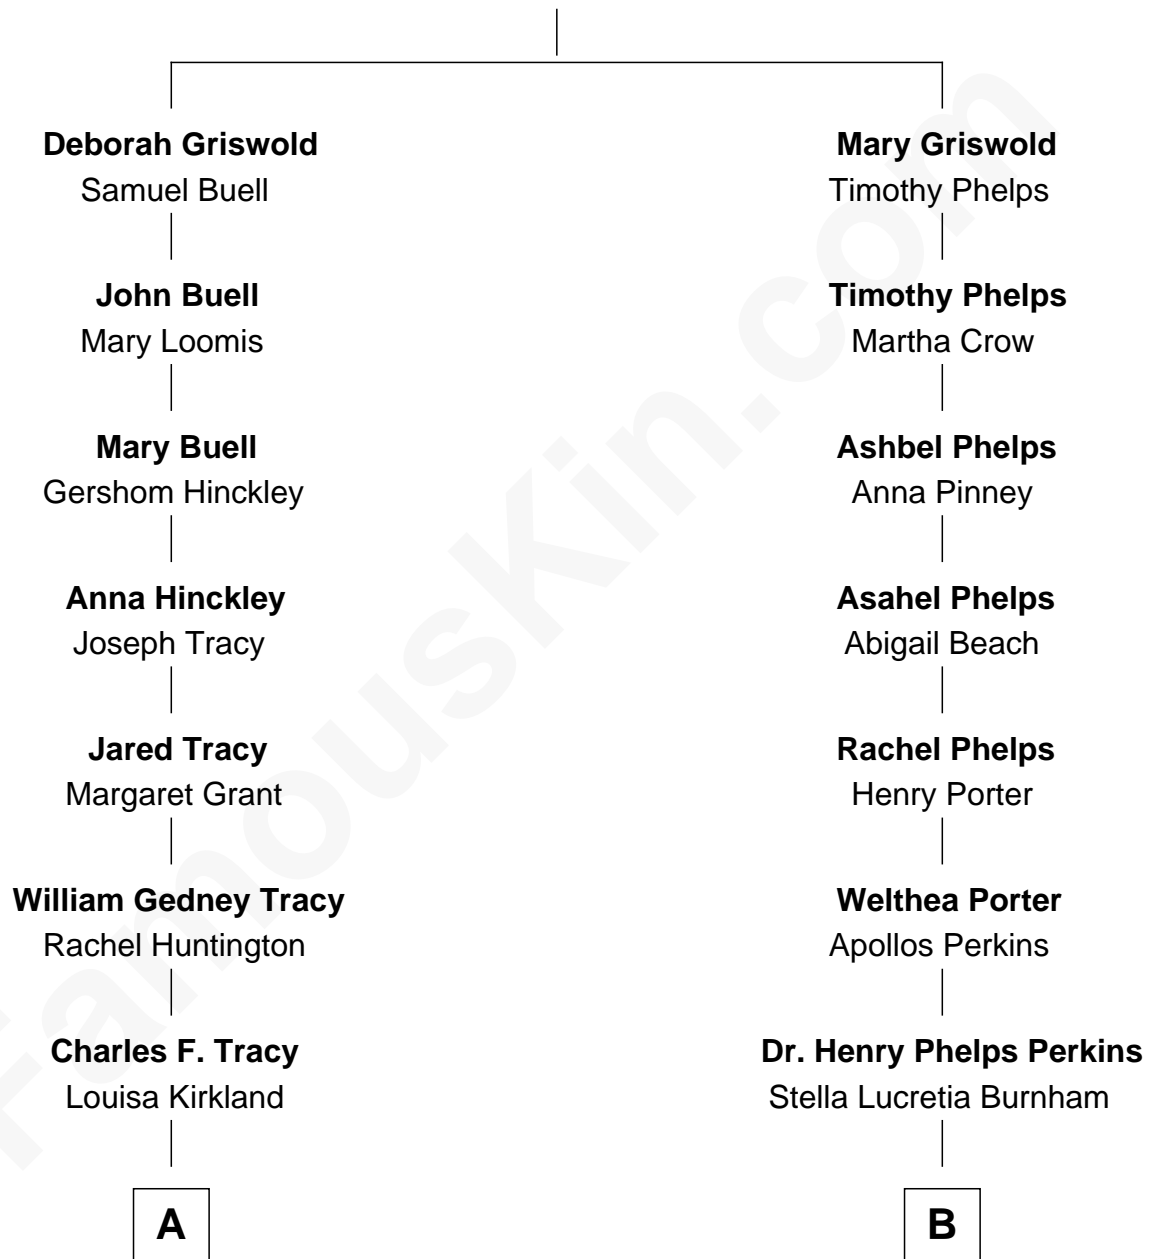 Deborah Griswold
Samuel Buell
John Buell
Mary Loomis
Mary Buell
Gershom Hinckley
Anna Hinckley
Joseph Tracy
Jared Tracy
Margaret Grant
William Gedney Tracy
Rachel Huntington
Charles F. Tracy
Louisa Kirkland
A
Mary Griswold
Timothy Phelps
Timothy Phelps
Martha Crow
Ashbel Phelps
Anna Pinney
Asahel Phelps
Abigail Beach
Rachel Phelps
Henry Porter
Welthea Porter
Apollos Perkins
Dr. Henry Phelps Perkins
Stella Lucretia Burnham
B
FamousKin.com